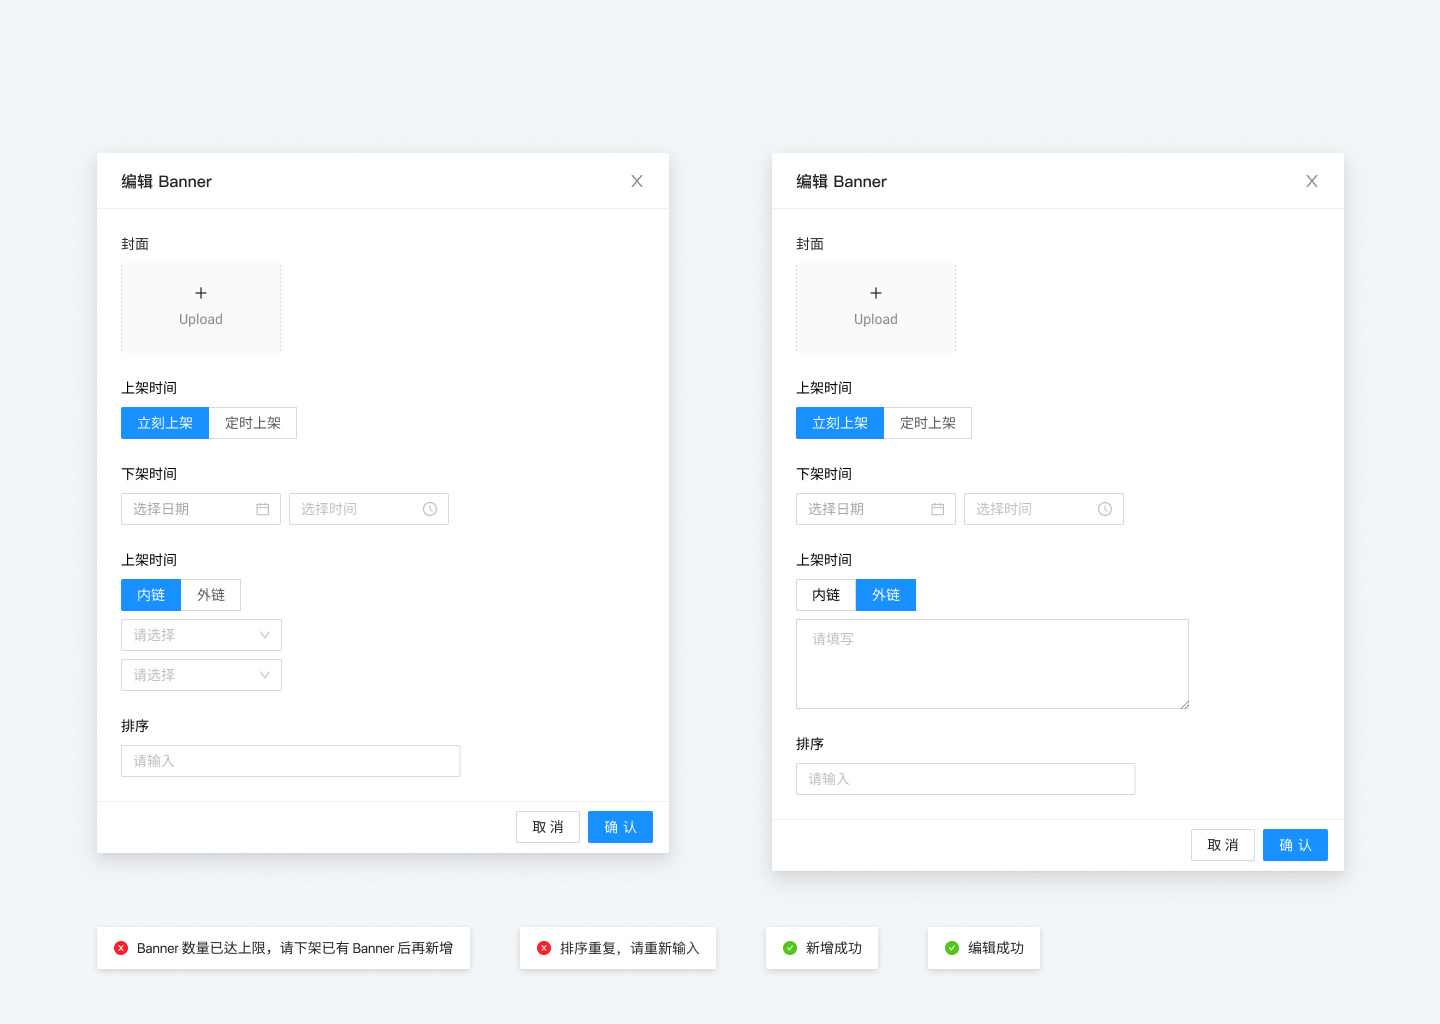 编辑 Banner
封面
Upload
上架时间
立刻上架 定时上架
下架时间
选择日期 选择时间
上架时间
内链 外链
请选择
请选择
排序
请输入
取 消 确 认
编辑 Banner
封面
Upload
上架时间
立刻上架 定时上架
下架时间
选择日期 选择时间
上架时间
内链 外链
请填写
排序
请输入
取 消 确 认
Banner 数量已达上限，请下架已有 Banner 后再新增
排序重复，请重新输入
新增成功
编辑成功